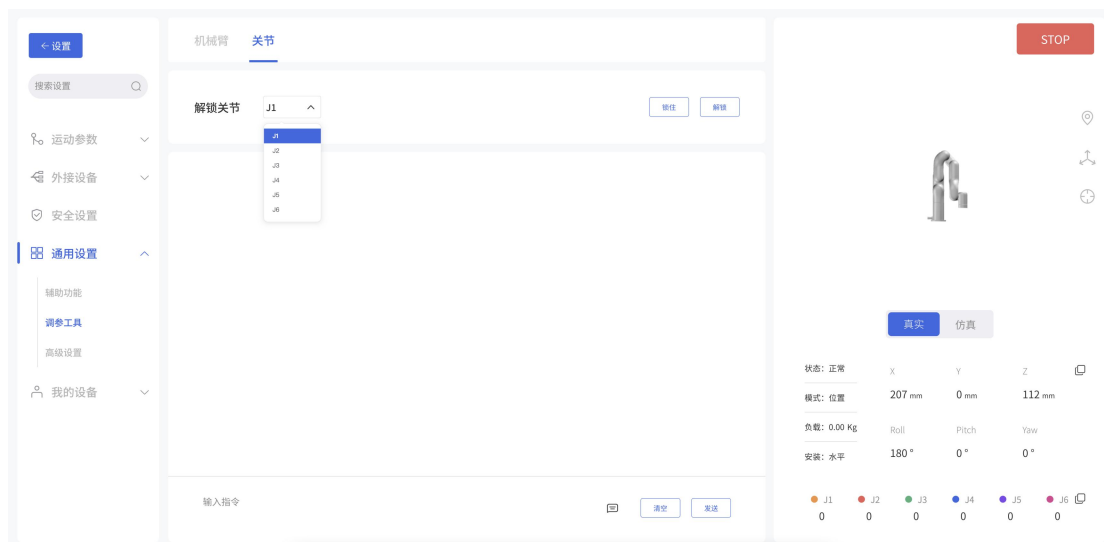 ← 设置
搜索设置
运动参数
外接设备
安全设置
通用设置
辅助功能
调参工具
高级设置
我的设备
机械臂 关节
解锁关节 J1 锁住 解锁
J1
J2
J3
J4
J5
J6
输入指令 清空 发送
STOP
真实 仿真
状态：正常
模式：位置
负载：0.00 Kg
安装：水平
X Y Z
207 mm 0 mm 112 mm
Roll Pitch Yaw
180 ° 0 ° 0 °
J1 J2 J3 J4 J5 J6
0 0 0 0 0 0